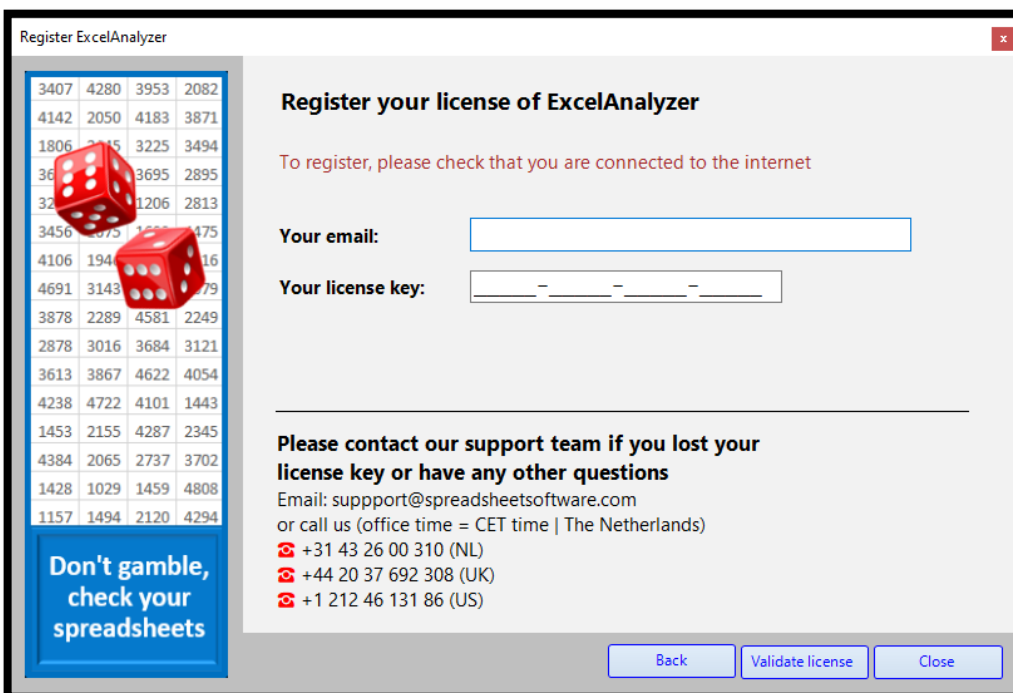 Register ExcelAnalyzer
x
3407 4280 3953 2082
4142 2050 4183 3871
1806 3225 3494
3695 2895
1206 2813
3456
4106
4691 3143
3878 2289 4581 2249
2878 3016 3684 3121
3613 3867 4622 4054
4238 4722 4101 1443
1453 2155 4287 2345
4384 2065 2737 3702
1428 1029 1459 4808
1157 1494 2120 4294
Don't gamble,
check your
spreadsheets
Register your license of ExcelAnalyzer
To register, please check that you are connected to the internet
Your email:
Your license key: _______-_______-_______-_______
Please contact our support team if you lost your
license key or have any other questions
Email: suppport@spreadsheetsoftware.com
or call us (office time = CET time | The Netherlands)
☎ +31 43 26 00 310 (NL)
☎ +44 20 37 692 308 (UK)
☎ +1 212 46 131 86 (US)
Back Validate license Close